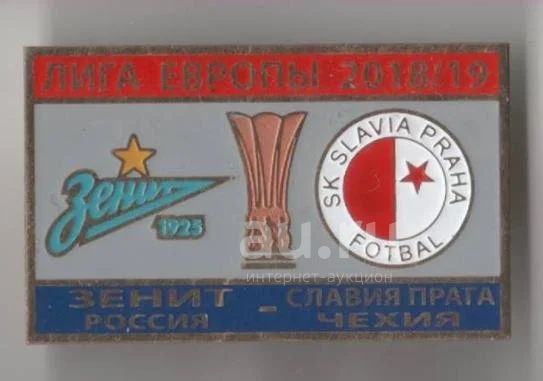 ЛИГА ЕВРОПЫ 2018/19
Зенит
1925
SK SLAVIA PRAHA
FOTBAL
au.ru
интернет-аукцион
ЗЕНИТ - СЛАВИЯ ПРАГА
РОССИЯ ЧЕХИЯ